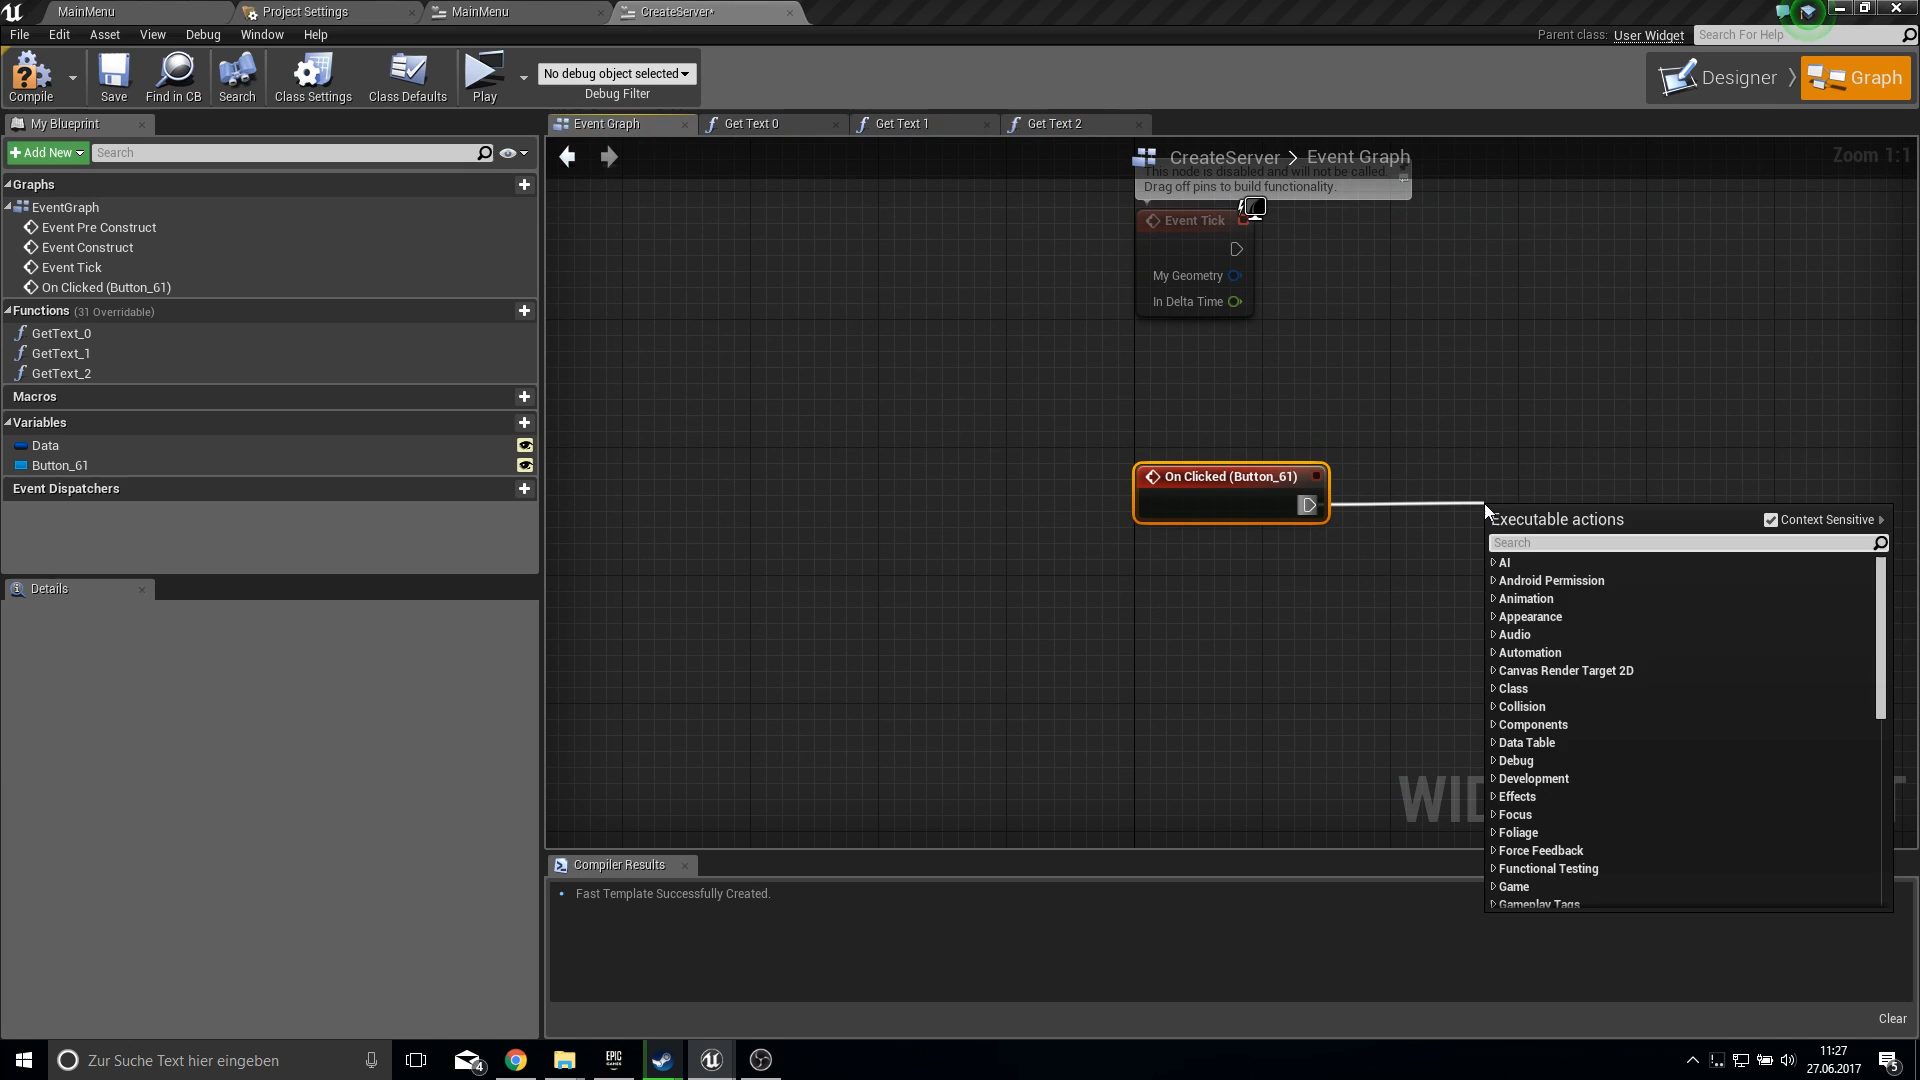 MainMenu
Project Settings
MainMenu
CreateServer*
File
Edit
Asset
View
Debug
Window
Help
Parent class:
User Widget
Search For Help
Compile
Save
Find in CB
Search
Class Settings
Class Defaults
Play
No debug object selected
Debug Filter
Designer
Graph
My Blueprint
Event Graph
Get Text 0
Get Text 1
Get Text 2
Add New
Search
CreateServer > Event Graph
Zoom 1:1
This node is disabled and will not be called.
Drag off pins to build functionality.
Graphs
EventGraph
Event Pre Construct
Event Construct
Event Tick
On Clicked (Button_61)
Functions (31 Overridable)
GetText_0
GetText_1
GetText_2
Macros
Variables
Data
Button_61
Event Dispatchers
Details
Event Tick
My Geometry
In Delta Time
On Clicked (Button_61)
Executable actions
Context Sensitive
Search
AI
Android Permission
Animation
Appearance
Audio
Automation
Canvas Render Target 2D
Class
Collision
Components
Data Table
Debug
Development
Effects
Focus
Foliage
Force Feedback
Functional Testing
Game
Gameplay Tags
Compiler Results
Fast Template Successfully Created.
Clear
Zur Suche Text hier eingeben
4
EPIC
GAMES
11:27
27.06.2017
5